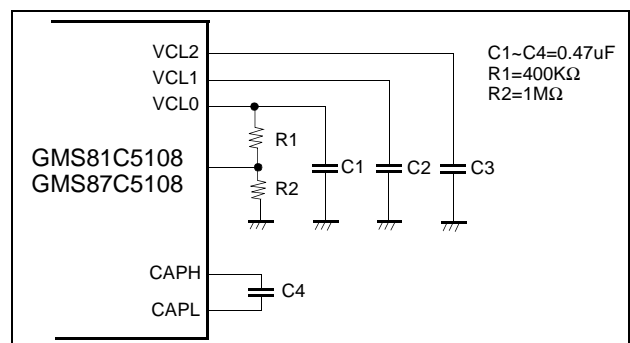 VCL2
VCL1
VCL0
C1~C4=0.47uF
R1=400KΩ
R2=1MΩ
R1
GMS81C5108
GMS87C5108
C1
C2
C3
R2
CAPH
C4
CAPL